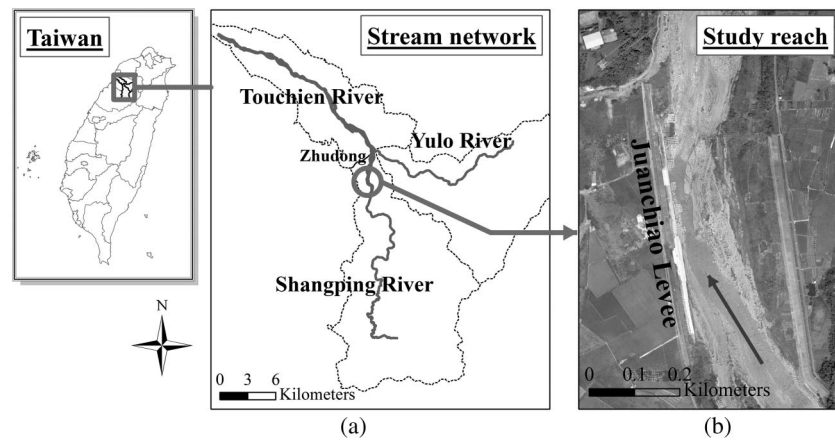 Taiwan
Stream network
Study reach
Touchien River
Yulo River
Zhudong
Shangping River
Juanchiao Levee
N
0 3 6
Kilometers
0 0.1 0.2
Kilometers
(a)
(b)